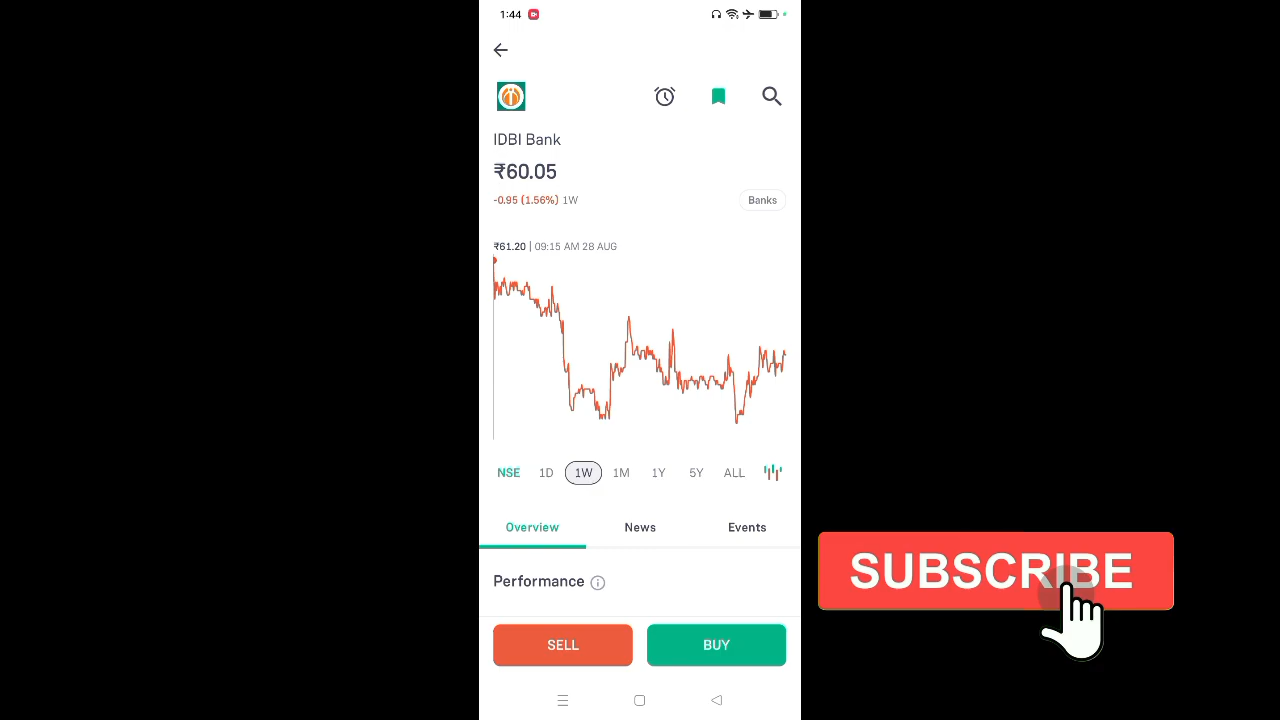 1:44
IDBI Bank
₹60.05
-0.95 (1.56%) 1W
Banks
₹61.20 | 09:15 AM 28 AUG
NSE 1D 1W 1M 1Y 5Y ALL
Overview News Events
Performance
SELL BUY
SUBSCRIBE